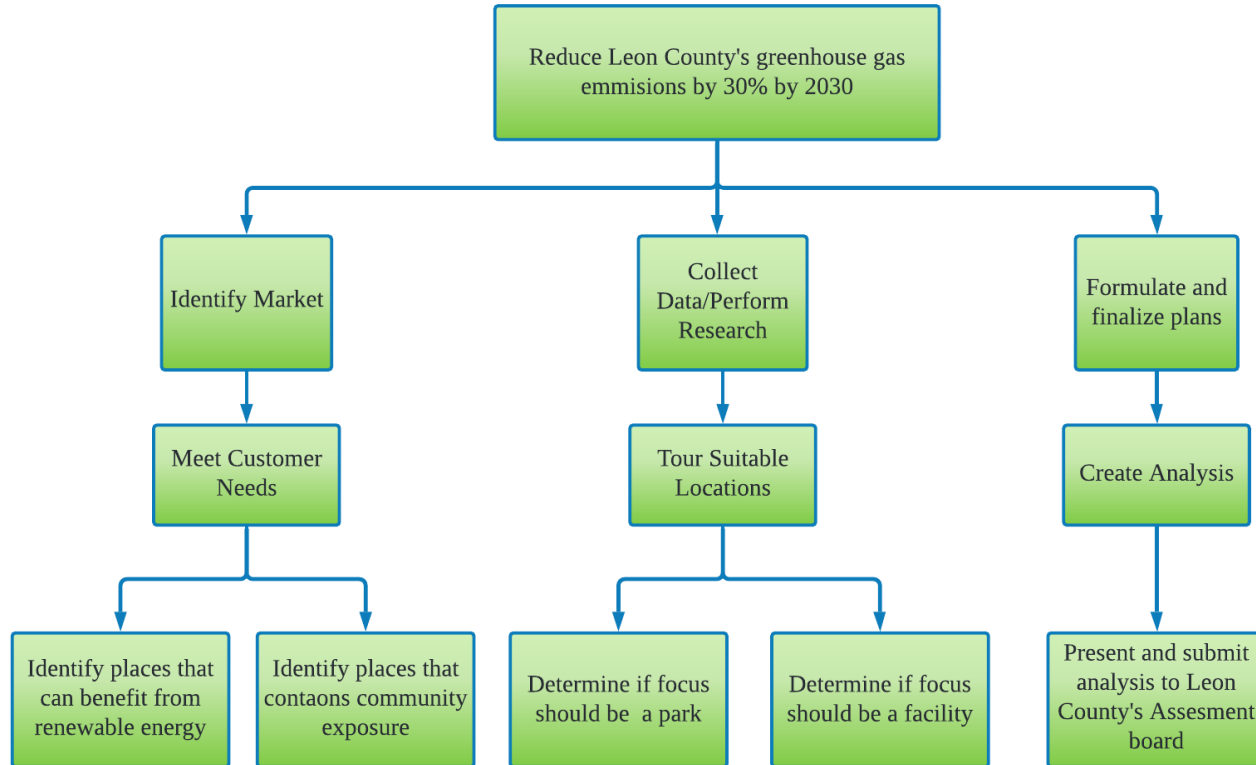 Reduce Leon County's greenhouse gas
emmisions by 30% by 2030
Identify Market
Collect
Data/Perform
Research
Formulate and
finalize plans
Meet Customer
Needs
Tour Suitable
Locations
Create Analysis
Identify places that
can benefit from
renewable energy
Identify places that
contaons community
exposure
Determine if focus
should be a park
Determine if focus
should be a facility
Present and submit
analysis to Leon
County's Assesment
board